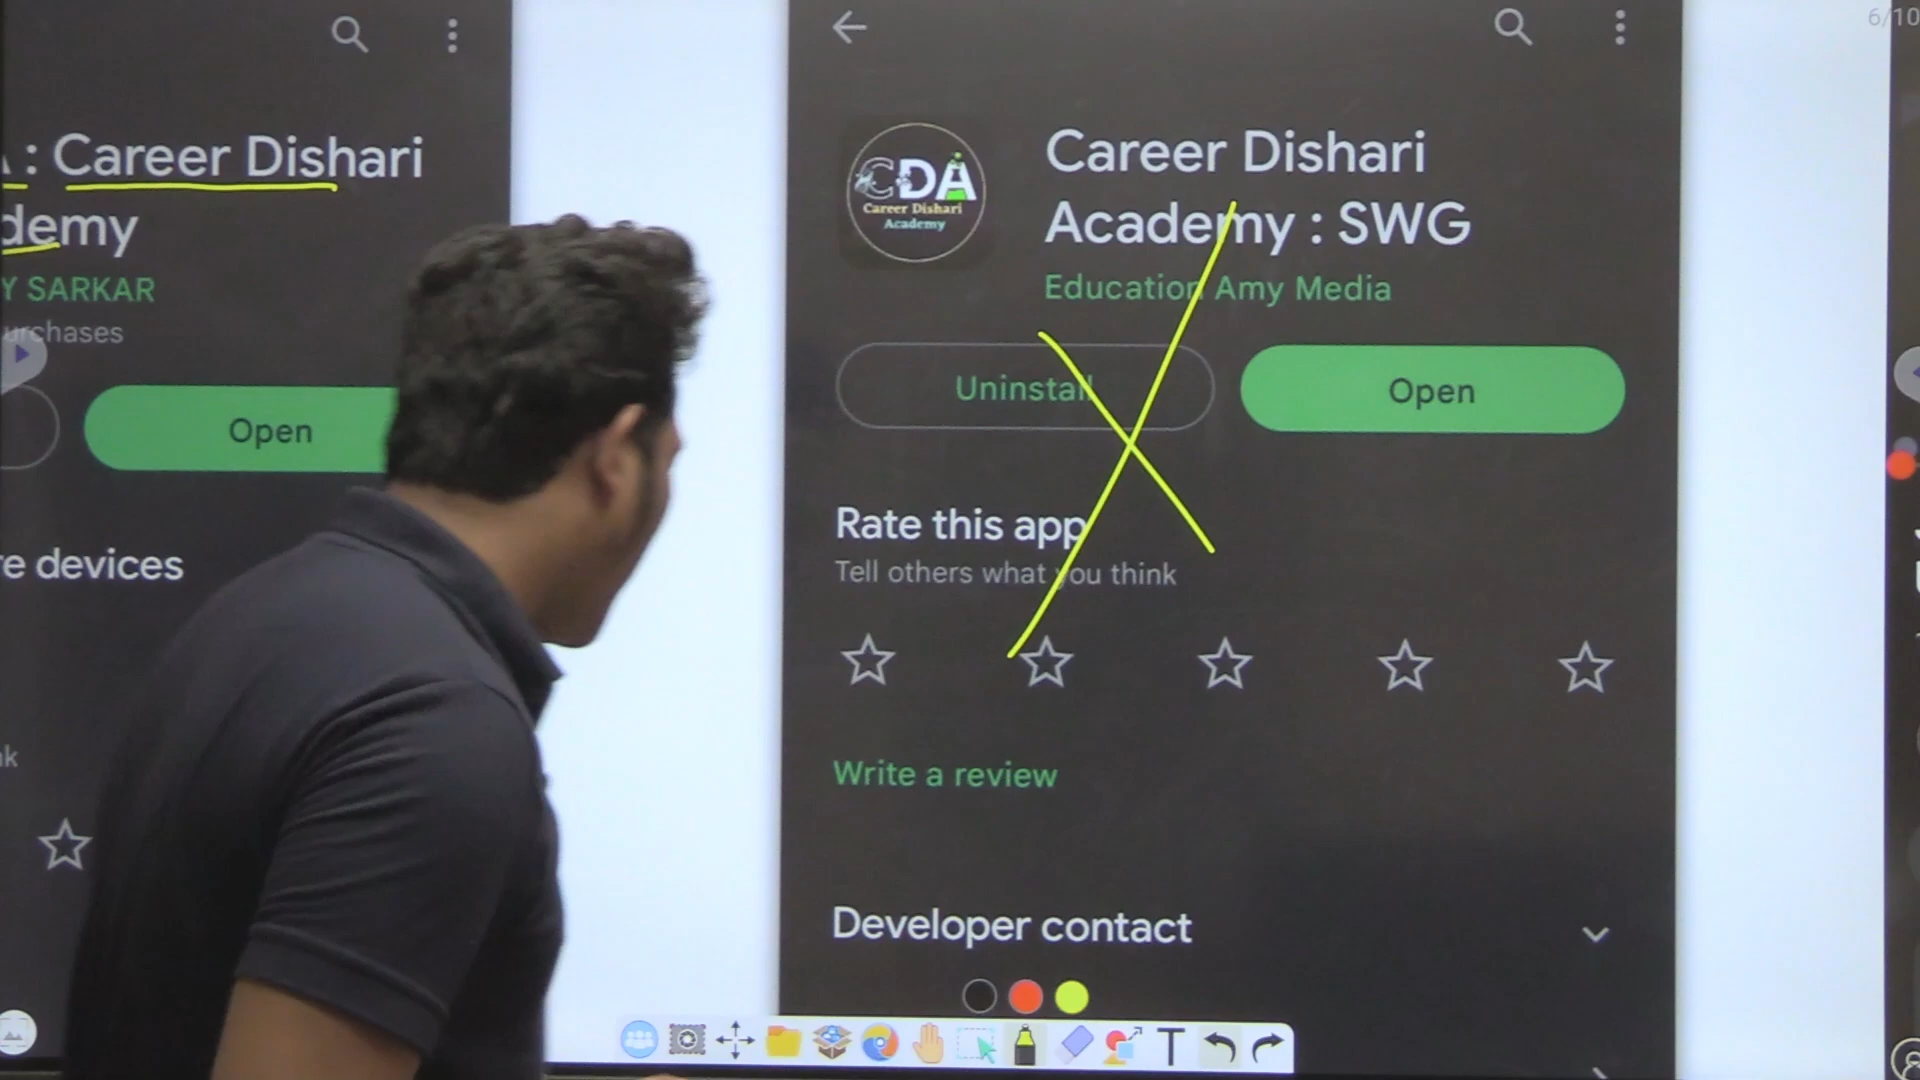 : Career Dishari
demy
Y SARKAR
urchases
Open
re devices
6/10
CDA
Career Dishari
Academy
Career Dishari
Academy : SWG
Education Amy Media
Uninstall
Open
Rate this app
Tell others what you think
Write a review
Developer contact
T